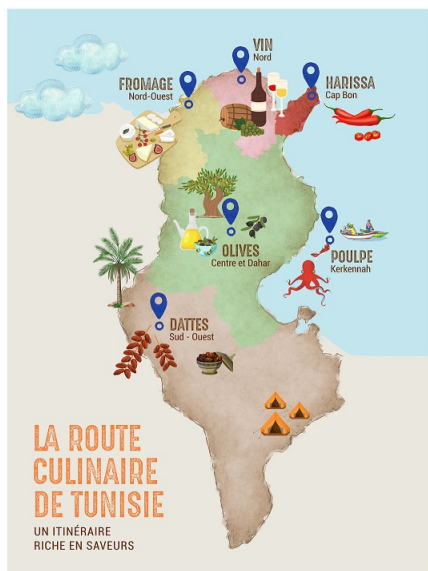 VIN
Nord
FROMAGE
Nord-Ouest
HARISSA
Cap Bon
OLIVES
Centre et Dahar
POULPE
Kerkennah
DATTES
Sud - Ouest
LA ROUTE
CULINAIRE
DE TUNISIE
UN ITINÉRAIRE
RICHE EN SAVEURS